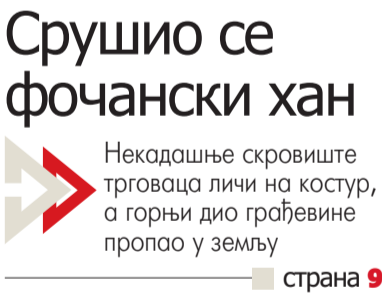 Срушио се
фочански хан
Некадашње скровиште
трговаца личи на костур,
а горњи дио грађевине
пропао у земљу
страна 9